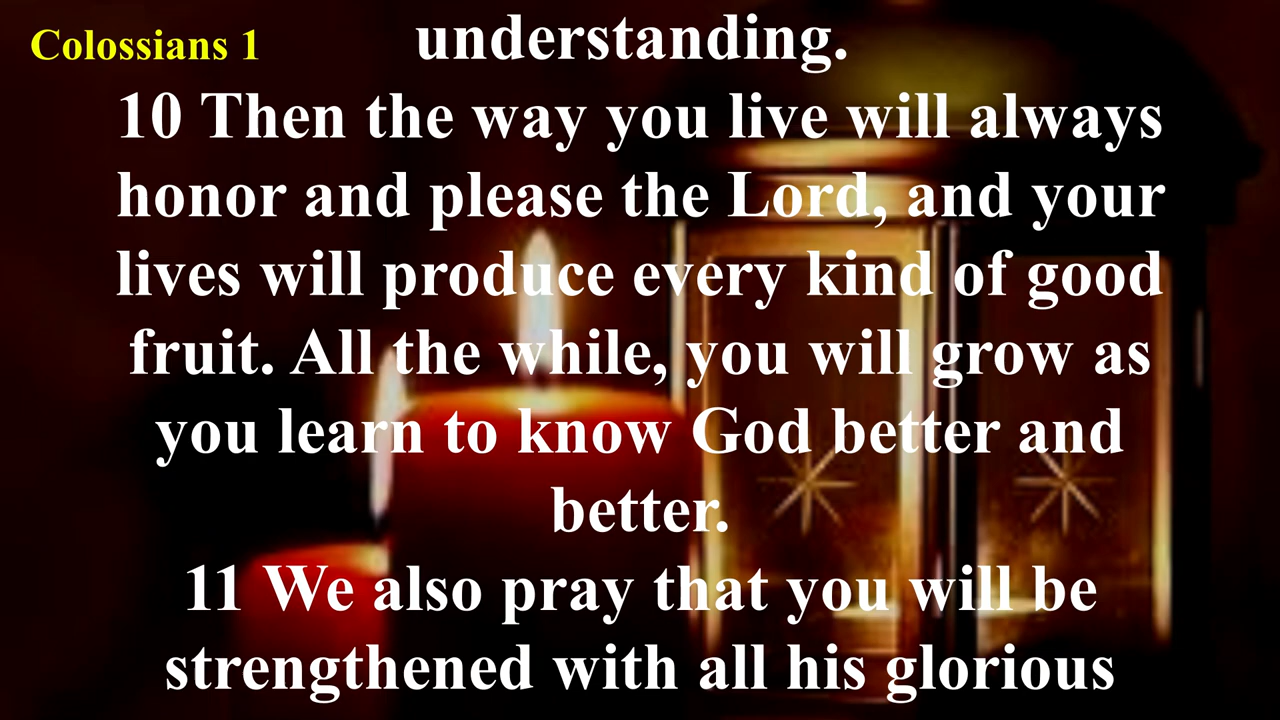 Colossians 1
understanding.
10 Then the way you live will always
honor and please the Lord, and your
lives will produce every kind of good
fruit. All the while, you will grow as
you learn to know God better and
better.
11 We also pray that you will be
strengthened with all his glorious